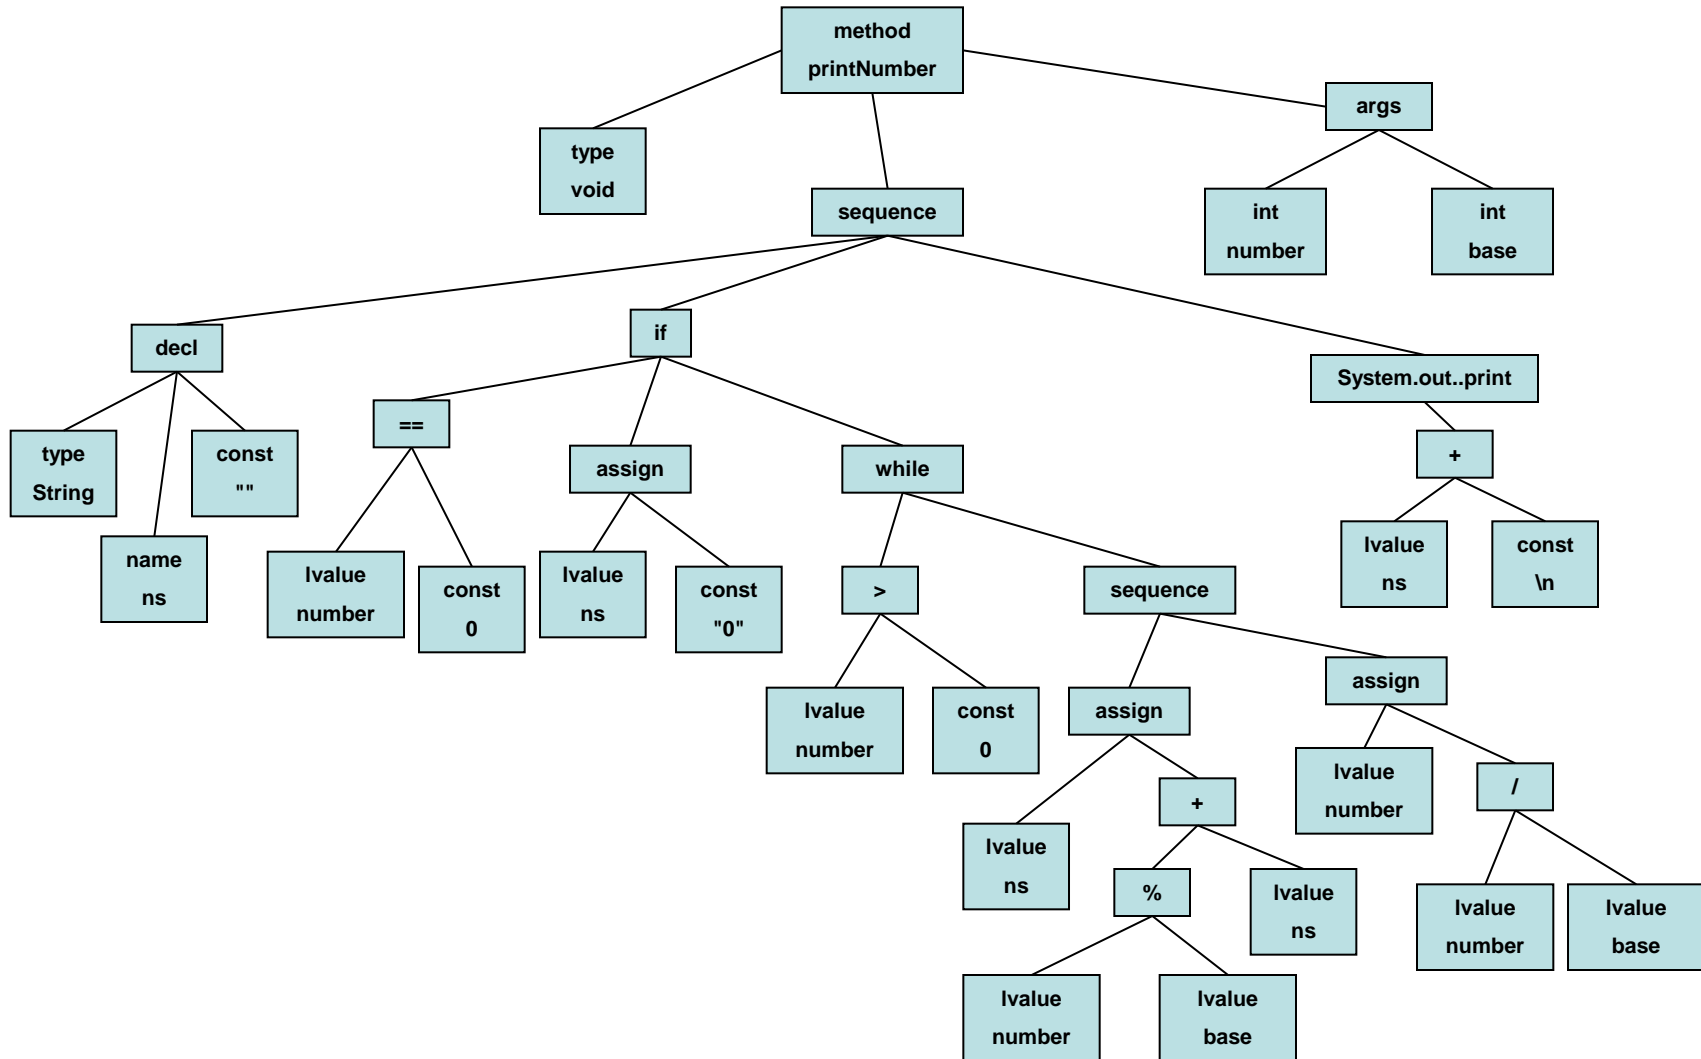 method
printNumber
args
type
void
sequence
int
number
int
base
decl
if
System.out..print
type
String
const
""
name
ns
==
assign
while
+
lvalue
number
const
0
lvalue
ns
const
"0"
>
sequence
lvalue
ns
const
\n
lvalue
number
const
0
assign
assign
lvalue
ns
+
lvalue
number
/
%
lvalue
ns
lvalue
number
lvalue
base
lvalue
number
lvalue
base